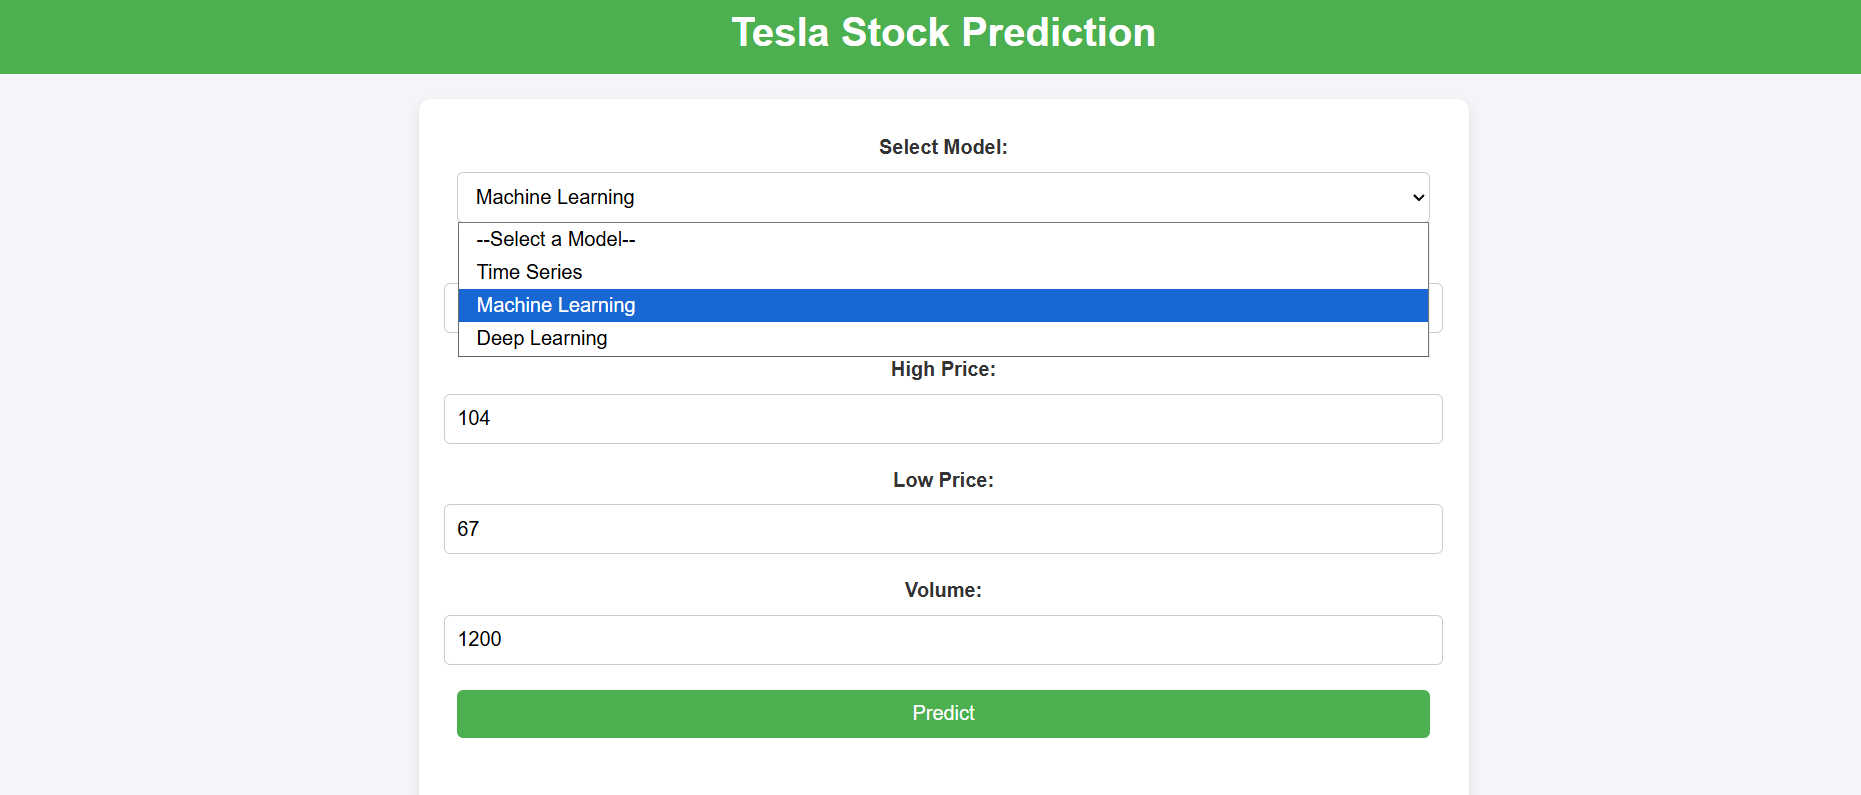 Tesla Stock Prediction
Select Model:
Machine Learning
--Select a Model--
Time Series
Machine Learning
Deep Learning
High Price:
104
Low Price:
67
Volume:
1200
Predict